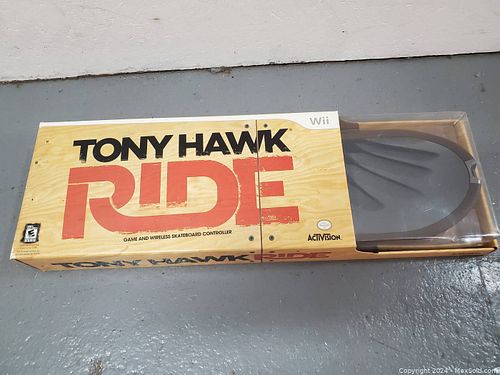 Wii
TONY HAWK
RIDE
GAME AND WIRELESS SKATEBOARD CONTROLLER
E
ACTIVISION.
TONY HAWK RIDE
Copyright 2024 - MaxSold.com